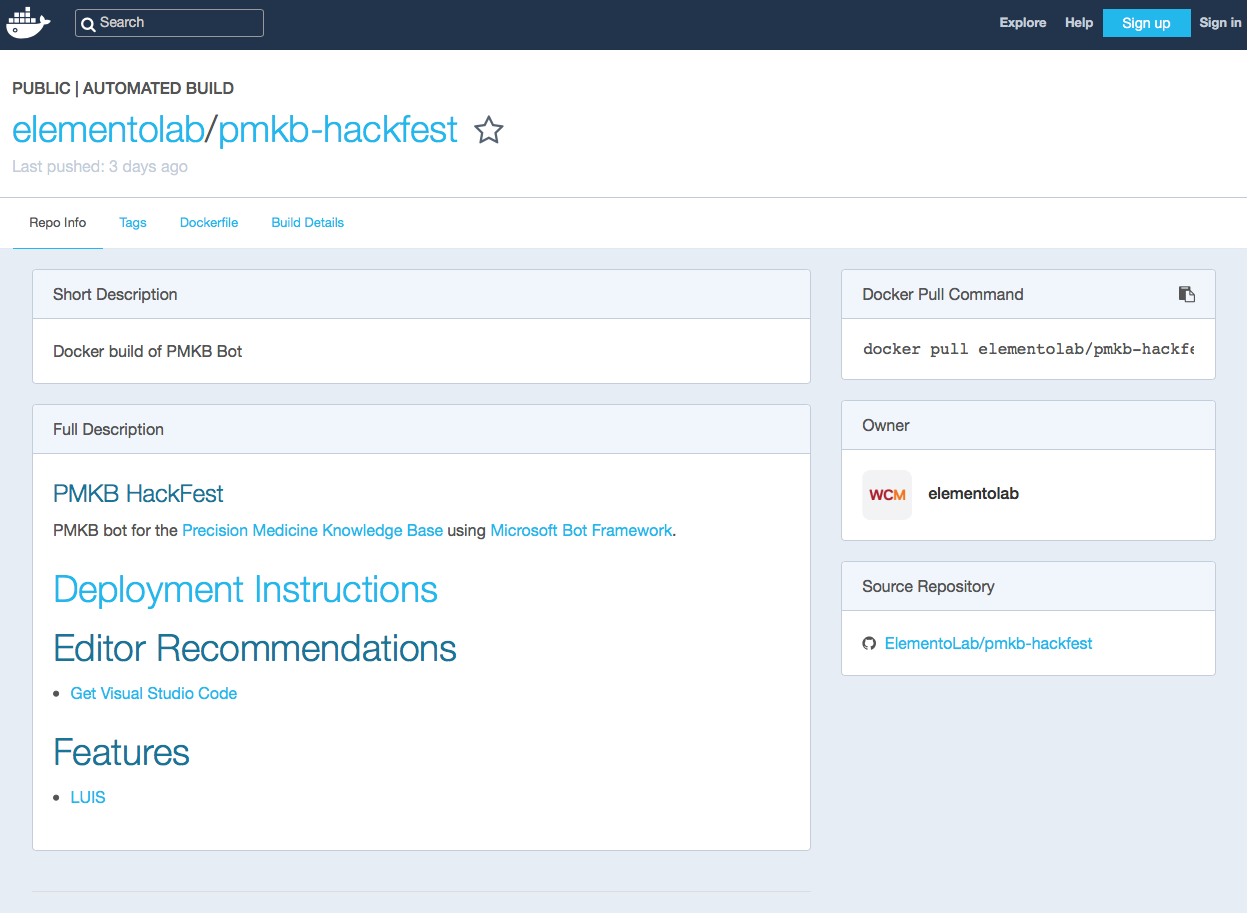 Search
Explore Help Sign up Sign in
PUBLIC | AUTOMATED BUILD
elementolab/pmkb-hackfest
Last pushed: 3 days ago
Repo Info Tags Dockerfile Build Details
Short Description
Docker build of PMKB Bot
Full Description
PMKB HackFest
PMKB bot for the Precision Medicine Knowledge Base using Microsoft Bot Framework.
Deployment Instructions
Editor Recommendations
• Get Visual Studio Code
Features
• LUIS
Docker Pull Command
docker pull elementolab/pmkb-hackfe
Owner
WCM
elementolab
Source Repository
ElementoLab/pmkb-hackfest